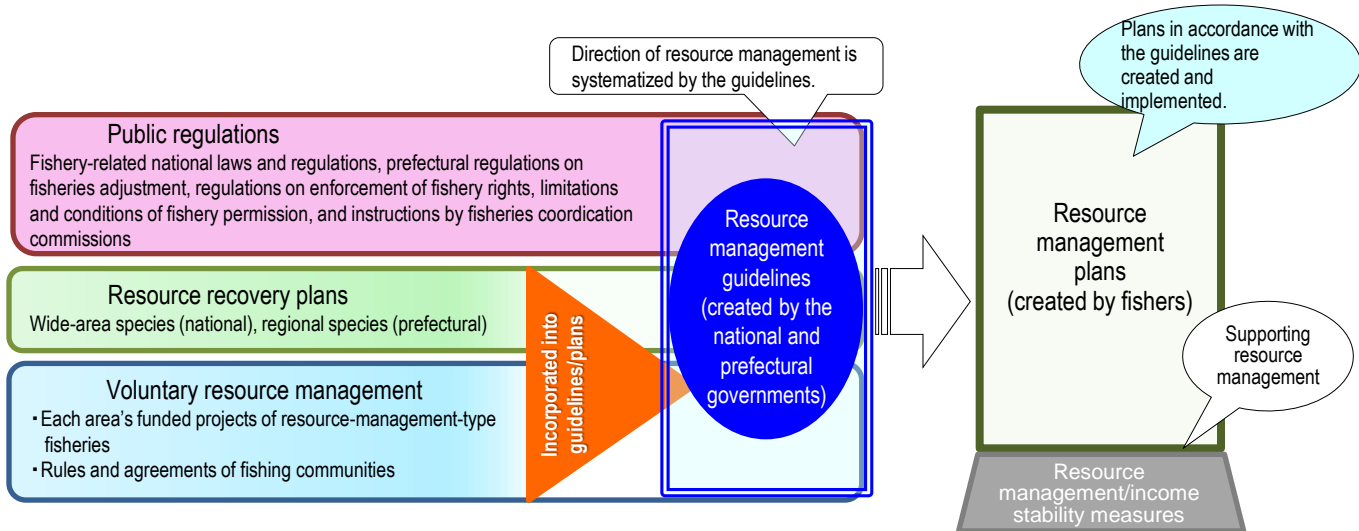 Direction of resource management is
systematized by the guidelines.
Plans in accordance with
the guidelines are
created and
implemented.
Public regulations
Fishery-related national laws and regulations, prefectural regulations on
fisheries adjustment, regulations on enforcement of fishery rights, limitations
and conditions of fishery permission, and instructions by fisheries coordication
commissions
Resource recovery plans
Wide-area species (national), regional species (prefectural)
Voluntary resource management
・Each area's funded projects of resource-management-type
fisheries
・Rules and agreements of fishing communities
Incorporated into
guidelines/plans
Resource
management
guidelines
(created by the
national and
prefectural
governments)
Resource
management
plans
(created by fishers)
Supporting
resource
management
Resource
management/income
stability measures